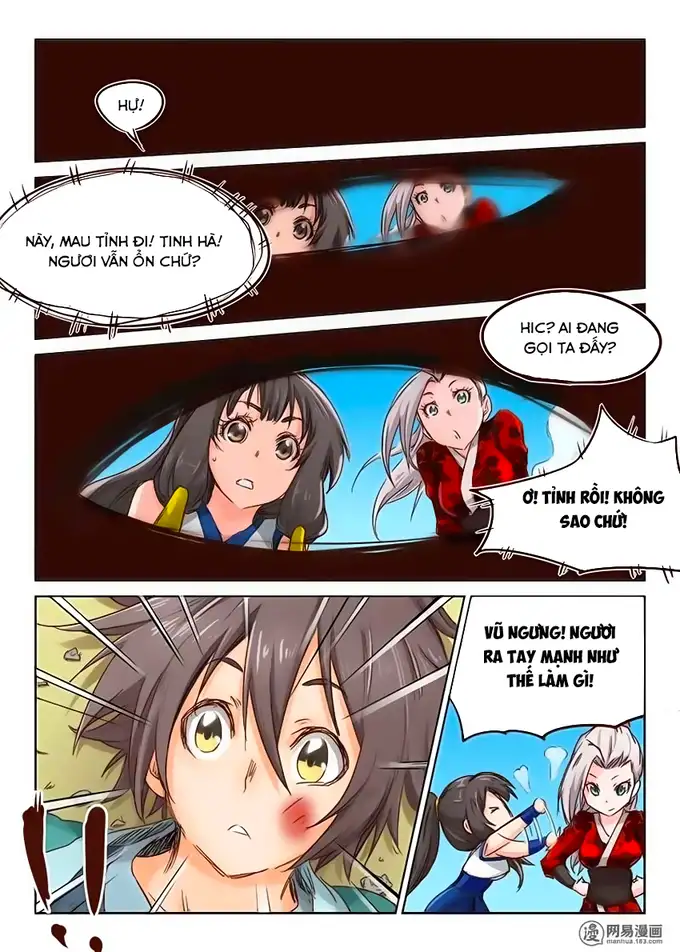 HỰ!
NÀY, MAU TỈNH ĐI! TINH HÀ!
NGƯƠI VẪN ỔN CHỨ?
HIC? AI ĐANG
GỌI TA ĐẤY?
Ơ! TỈNH RỒI! KHÔNG
SAO CHỨ!
VŨ NGƯNG! NGƯƠI
RA TAY MẠNH NHƯ
THẾ LÀM GÌ!
!!
网易漫画
manhua.163.com